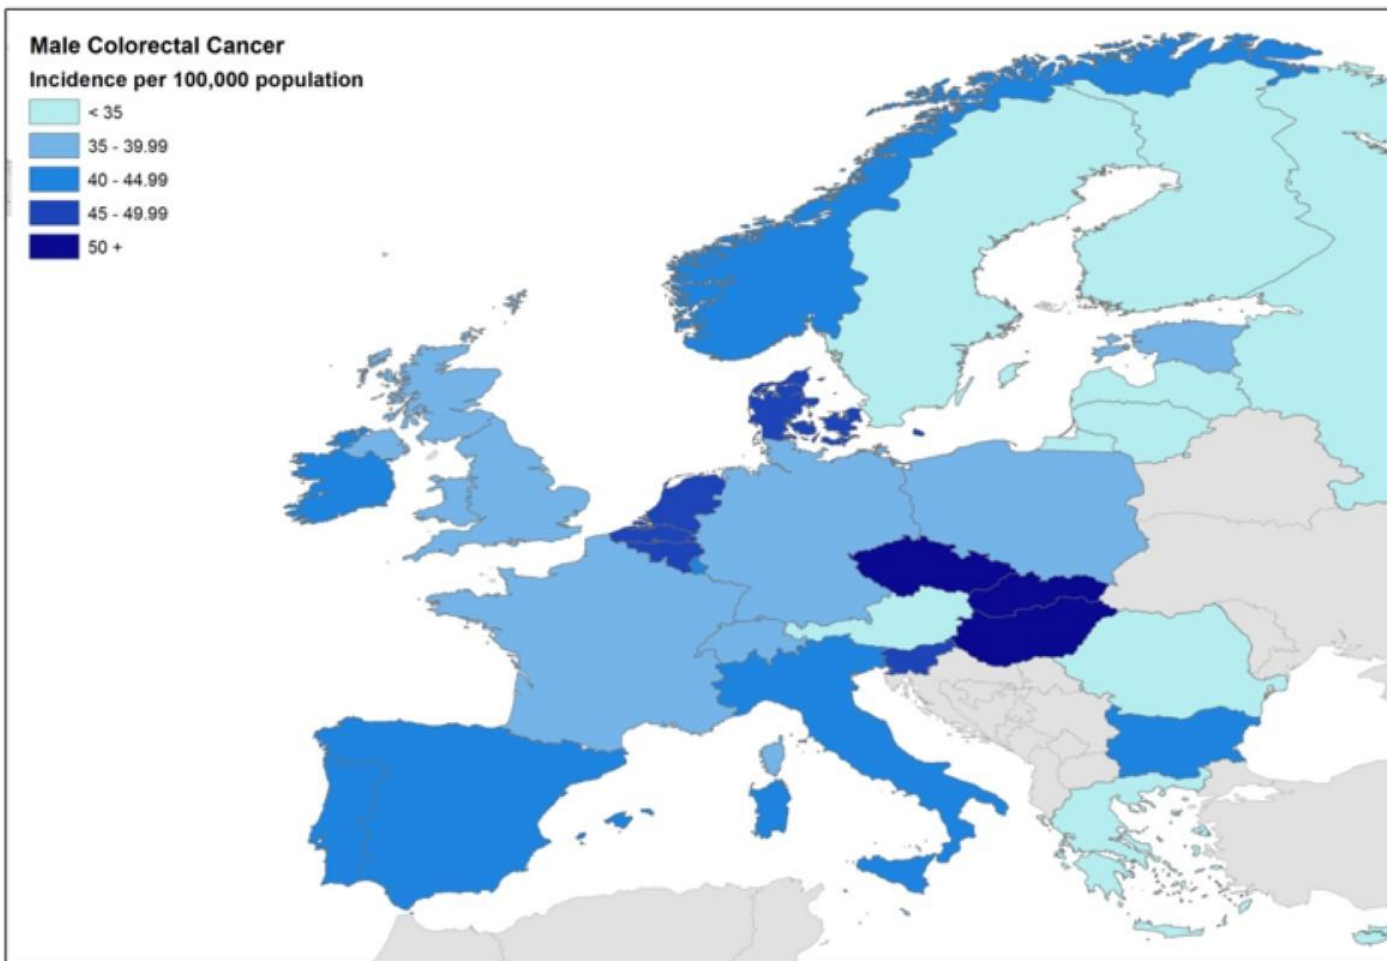 Male Colorectal Cancer
Incidence per 100,000 population
< 35
35 - 39.99
40 - 44.99
45 - 49.99
50 +